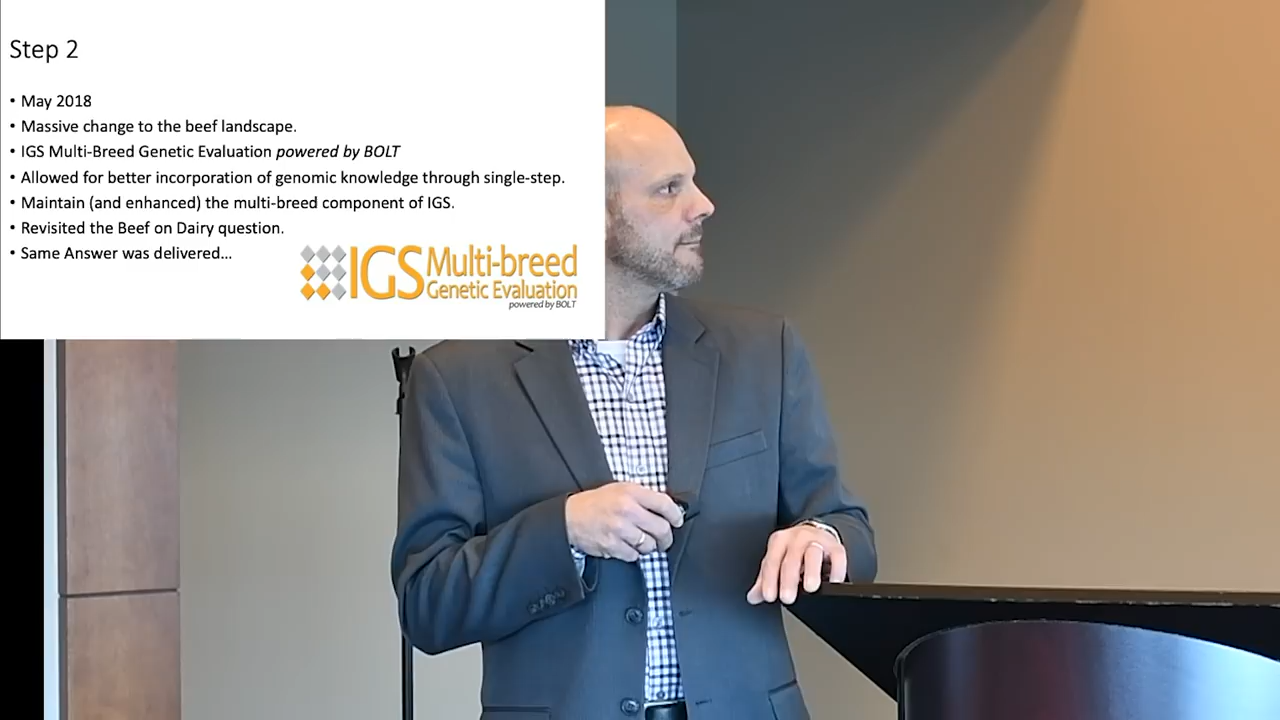 Step 2
• May 2018
• Massive change to the beef landscape.
• IGS Multi-Breed Genetic Evaluation powered by BOLT
• Allowed for better incorporation of genomic knowledge through single-step.
• Maintain (and enhanced) the multi-breed component of IGS.
• Revisited the Beef on Dairy question.
• Same Answer was delivered...
IGS Multi-breed
Genetic Evaluation
powered by BOLT